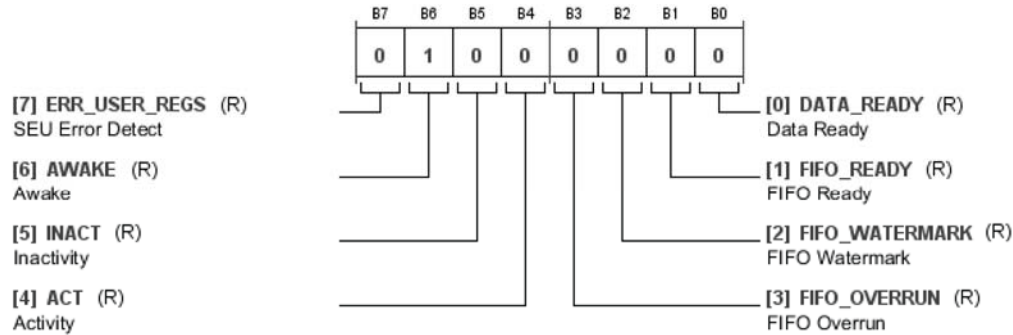 B7 B6 B5 B4 B3 B2 B1 B0
0 1 0 0 0 0 0 0
[7] ERR_USER_REGS (R)
SEU Error Detect
[6] AWAKE (R)
Awake
[5] INACT (R)
Inactivity
[4] ACT (R)
Activity
[0] DATA_READY (R)
Data Ready
[1] FIFO_READY (R)
FIFO Ready
[2] FIFO_WATERMARK (R)
FIFO Watermark
[3] FIFO_OVERRUN (R)
FIFO Overrun